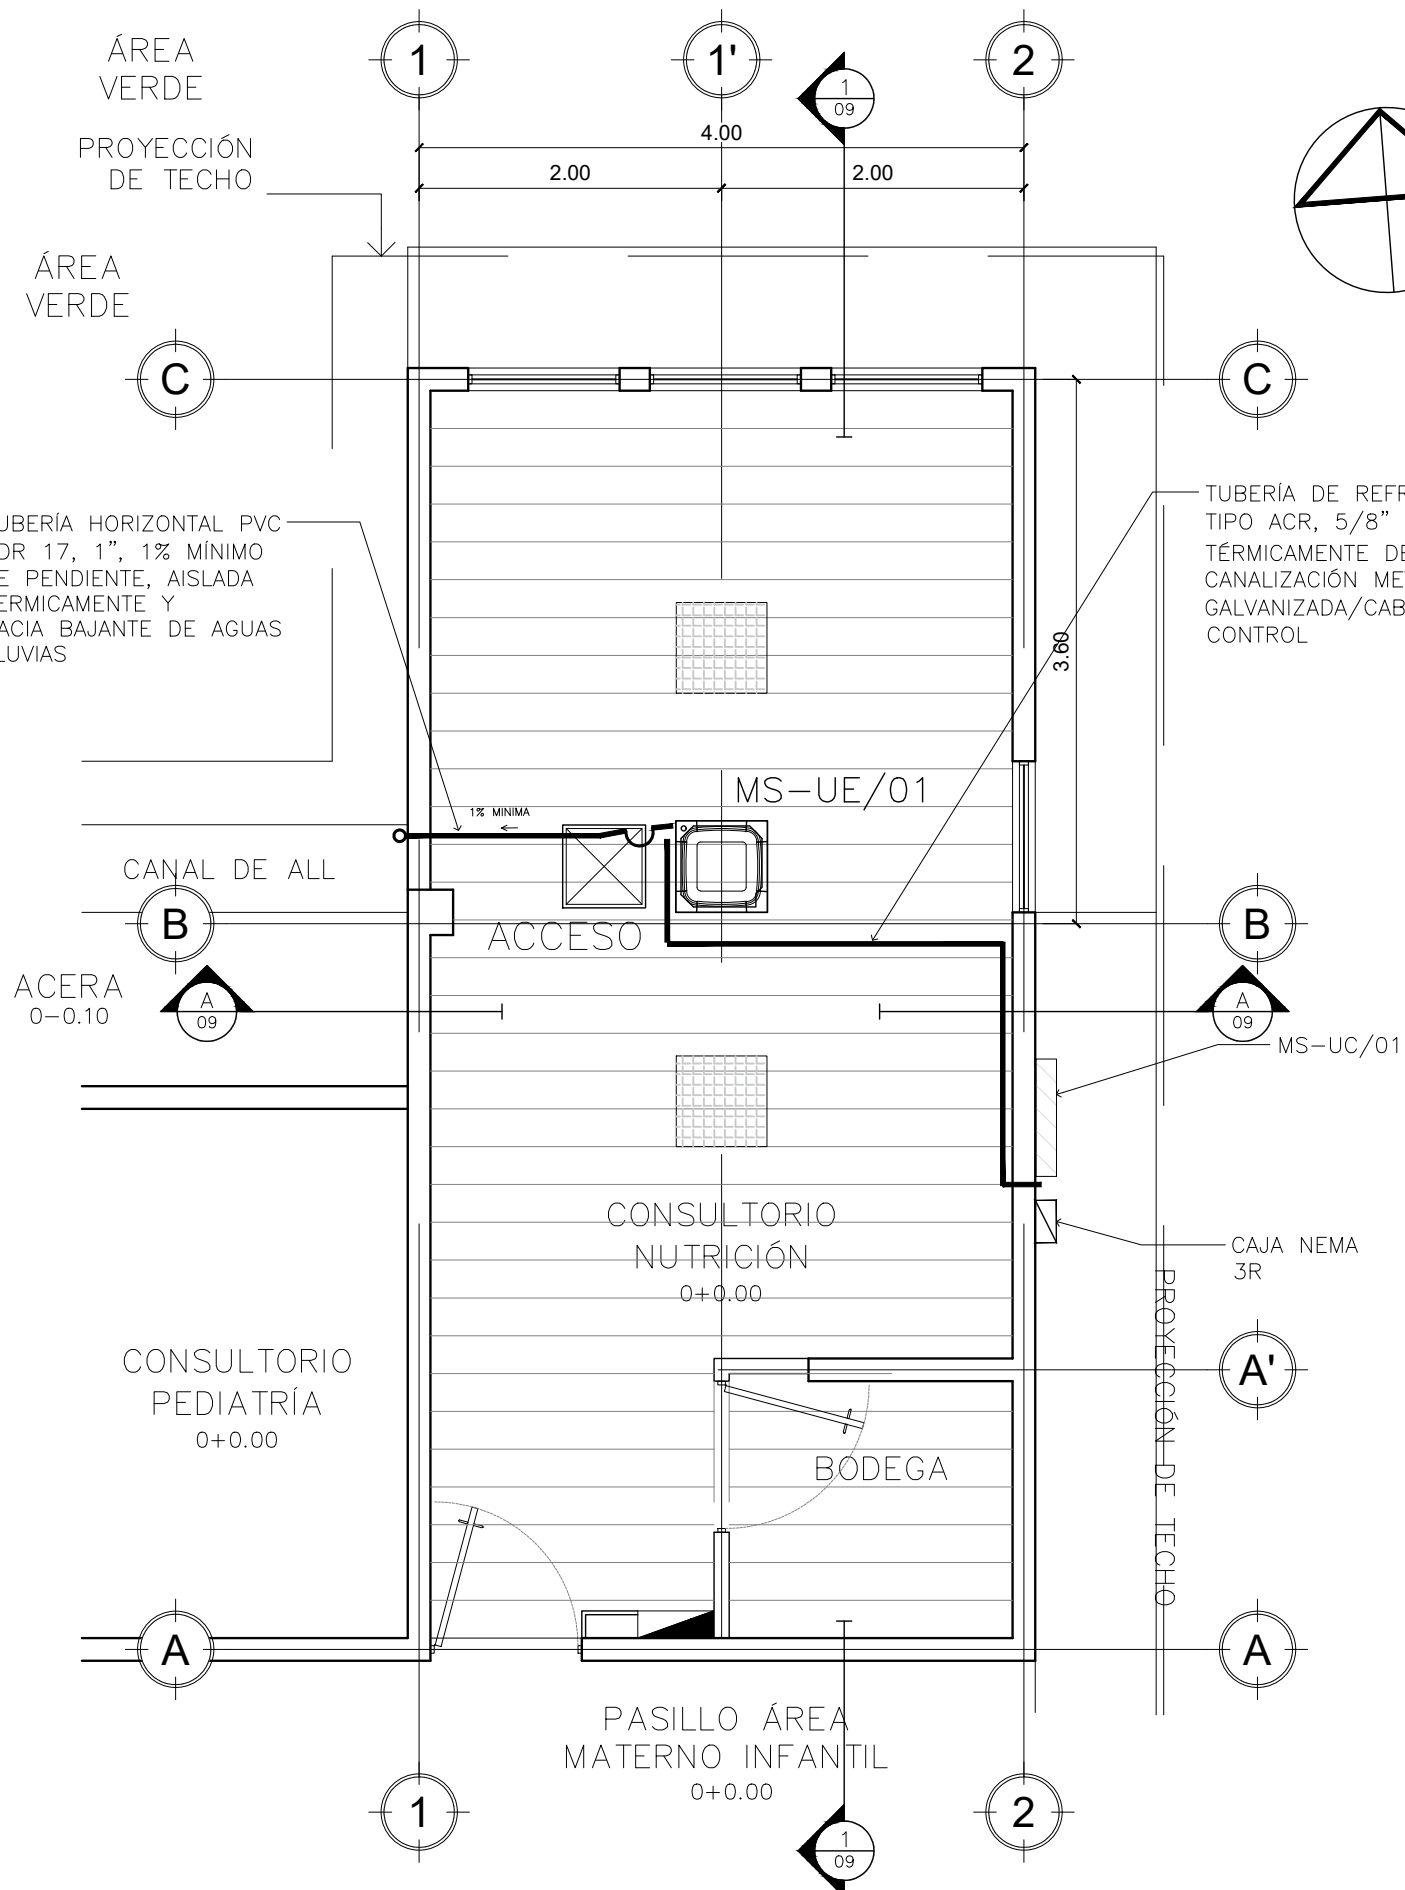 1
1'
2
ÁREA
VERDE
1
09
4.00
PROYECCIÓN
DE TECHO
2.00
2.00
ÁREA
VERDE
C
C
UBERÍA HORIZONTAL PVC
DR 17, 1”, 1% MÍNIMO
E PENDIENTE, AISLADA
ERMICAMENTE Y
ACIA BAJANTE DE AGUAS
LUVIAS
TUBERÍA DE REFR
TIPO ACR, 5/8”
TÉRMICAMENTE DE
CANALIZACIÓN MET
GALVANIZADA/CAB
CONTROL
3.60
MS-UE/01
1% MINIMA
CANAL DE ALL
B
ACCESO
B
ACERA
0-0.10
A
09
A
09
MS-UC/01
CONSULTORIO
NUTRICIÓN
0+0.00
CAJA NEMA
3R
PROYECCIÓN DE TECHO
CONSULTORIO
PEDIATRÍA
0+0.00
A'
BODEGA
A
A
PASILLO ÁREA
MATERNO INFANTIL
0+0.00
1
2
1
09